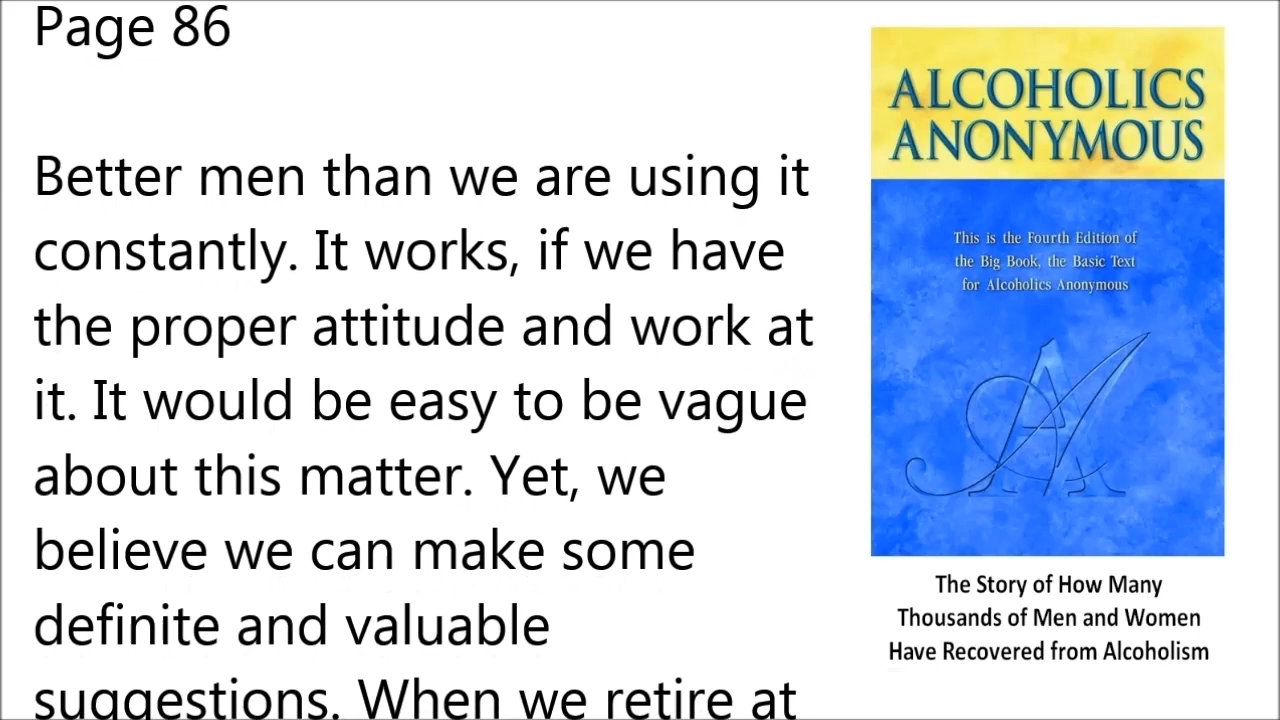 Page 86
Better men than we are using it
constantly. It works, if we have
the proper attitude and work at
it. It would be easy to be vague
about this matter. Yet, we
believe we can make some
definite and valuable
suggestions. When we retire at
ALCOHOLICS
ANONYMOUS
This is the Fourth Edition of
the Big Book, the Basic Text
for Alcoholics Anonymous
AA
The Story of How Many
Thousands of Men and Women
Have Recovered from Alcoholism